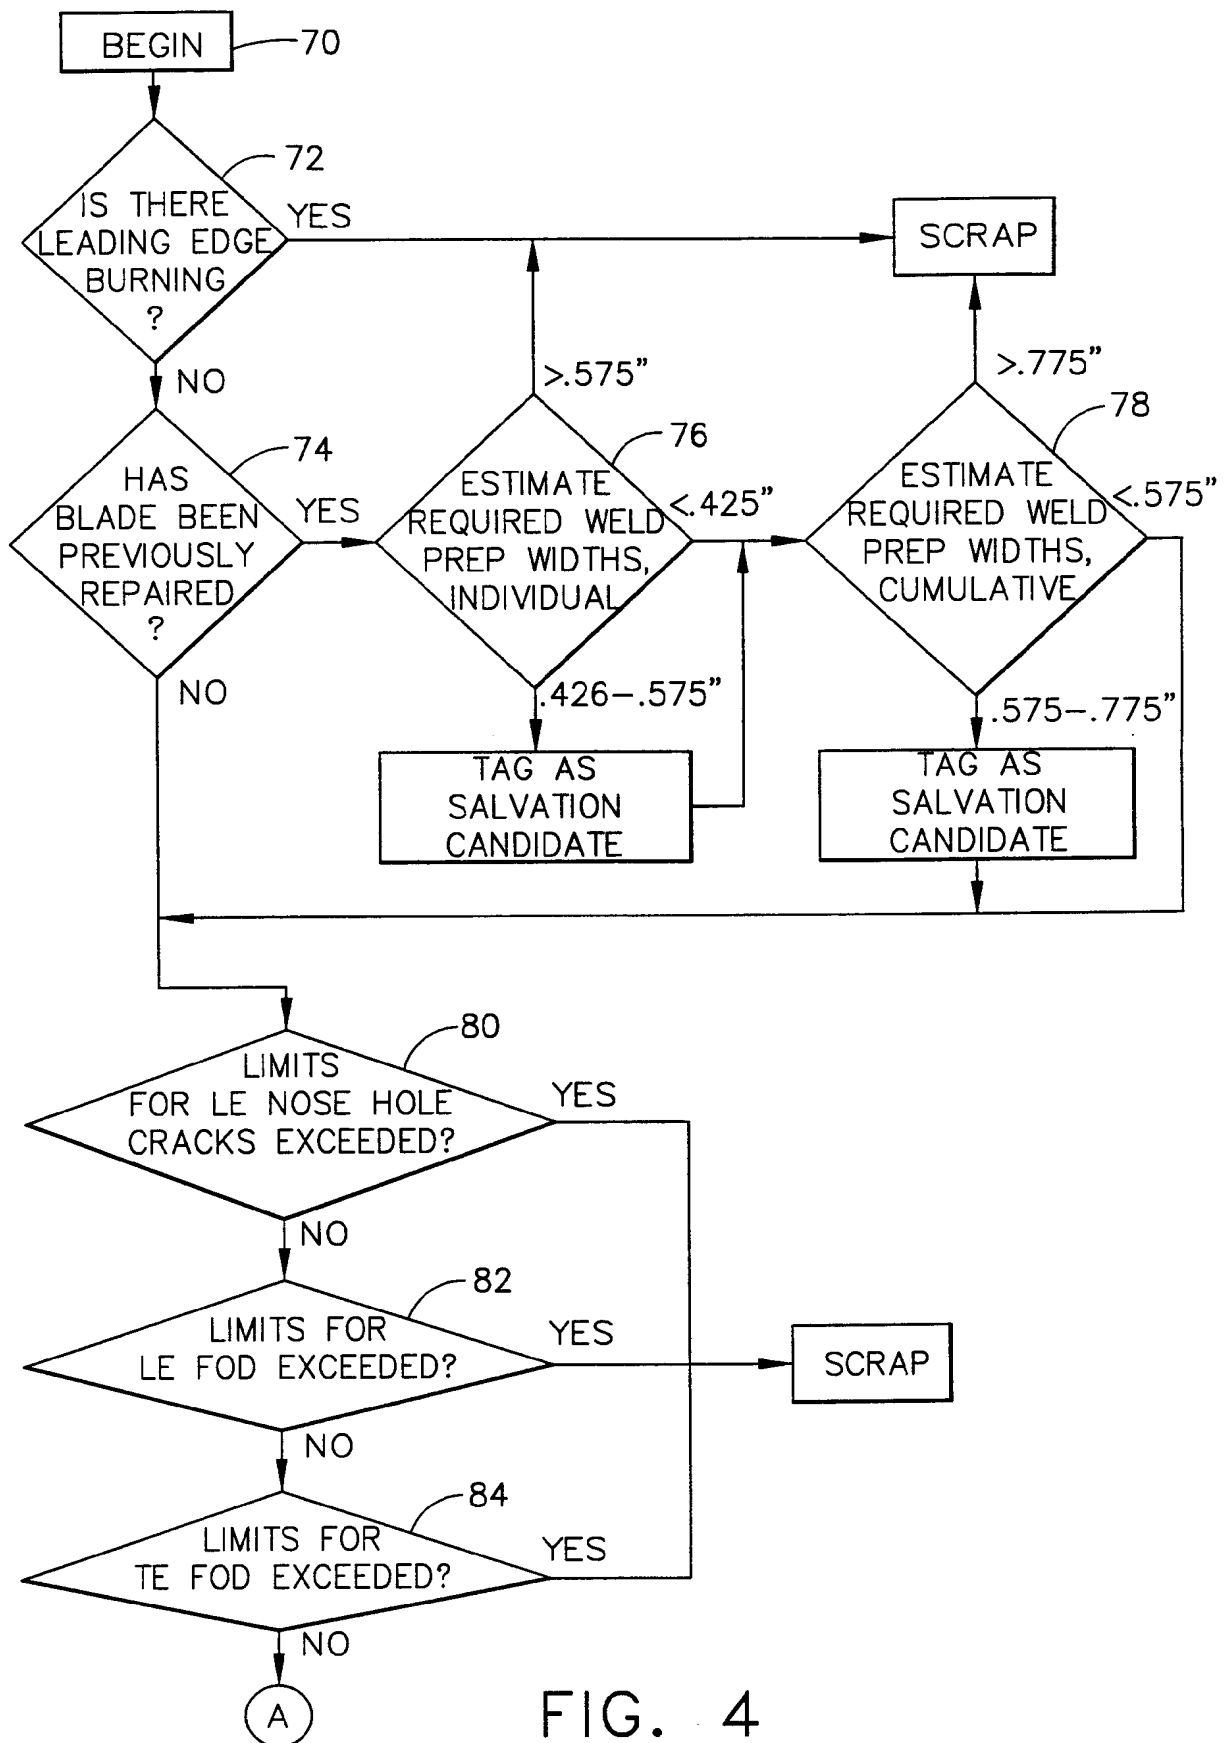 BEGIN
70
72
IS THERE
LEADING EDGE
BURNING
?
YES
SCRAP
NO
>.575”
>.775”
74
HAS
BLADE BEEN
PREVIOUSLY
REPAIRED
?
YES
76
ESTIMATE
REQUIRED WELD
PREP WIDTHS,
INDIVIDUAL
<.425”
78
ESTIMATE
REQUIRED WELD
PREP WIDTHS,
CUMULATIVE
<.575”
NO
.426–.575”
.575–.775”
TAG AS
SALVATION
CANDIDATE
TAG AS
SALVATION
CANDIDATE
80
LIMITS
FOR LE NOSE HOLE
CRACKS EXCEEDED?
YES
NO
82
LIMITS FOR
LE FOD EXCEEDED?
YES
SCRAP
NO
84
LIMITS FOR
TE FOD EXCEEDED?
YES
NO
A
FIG. 4